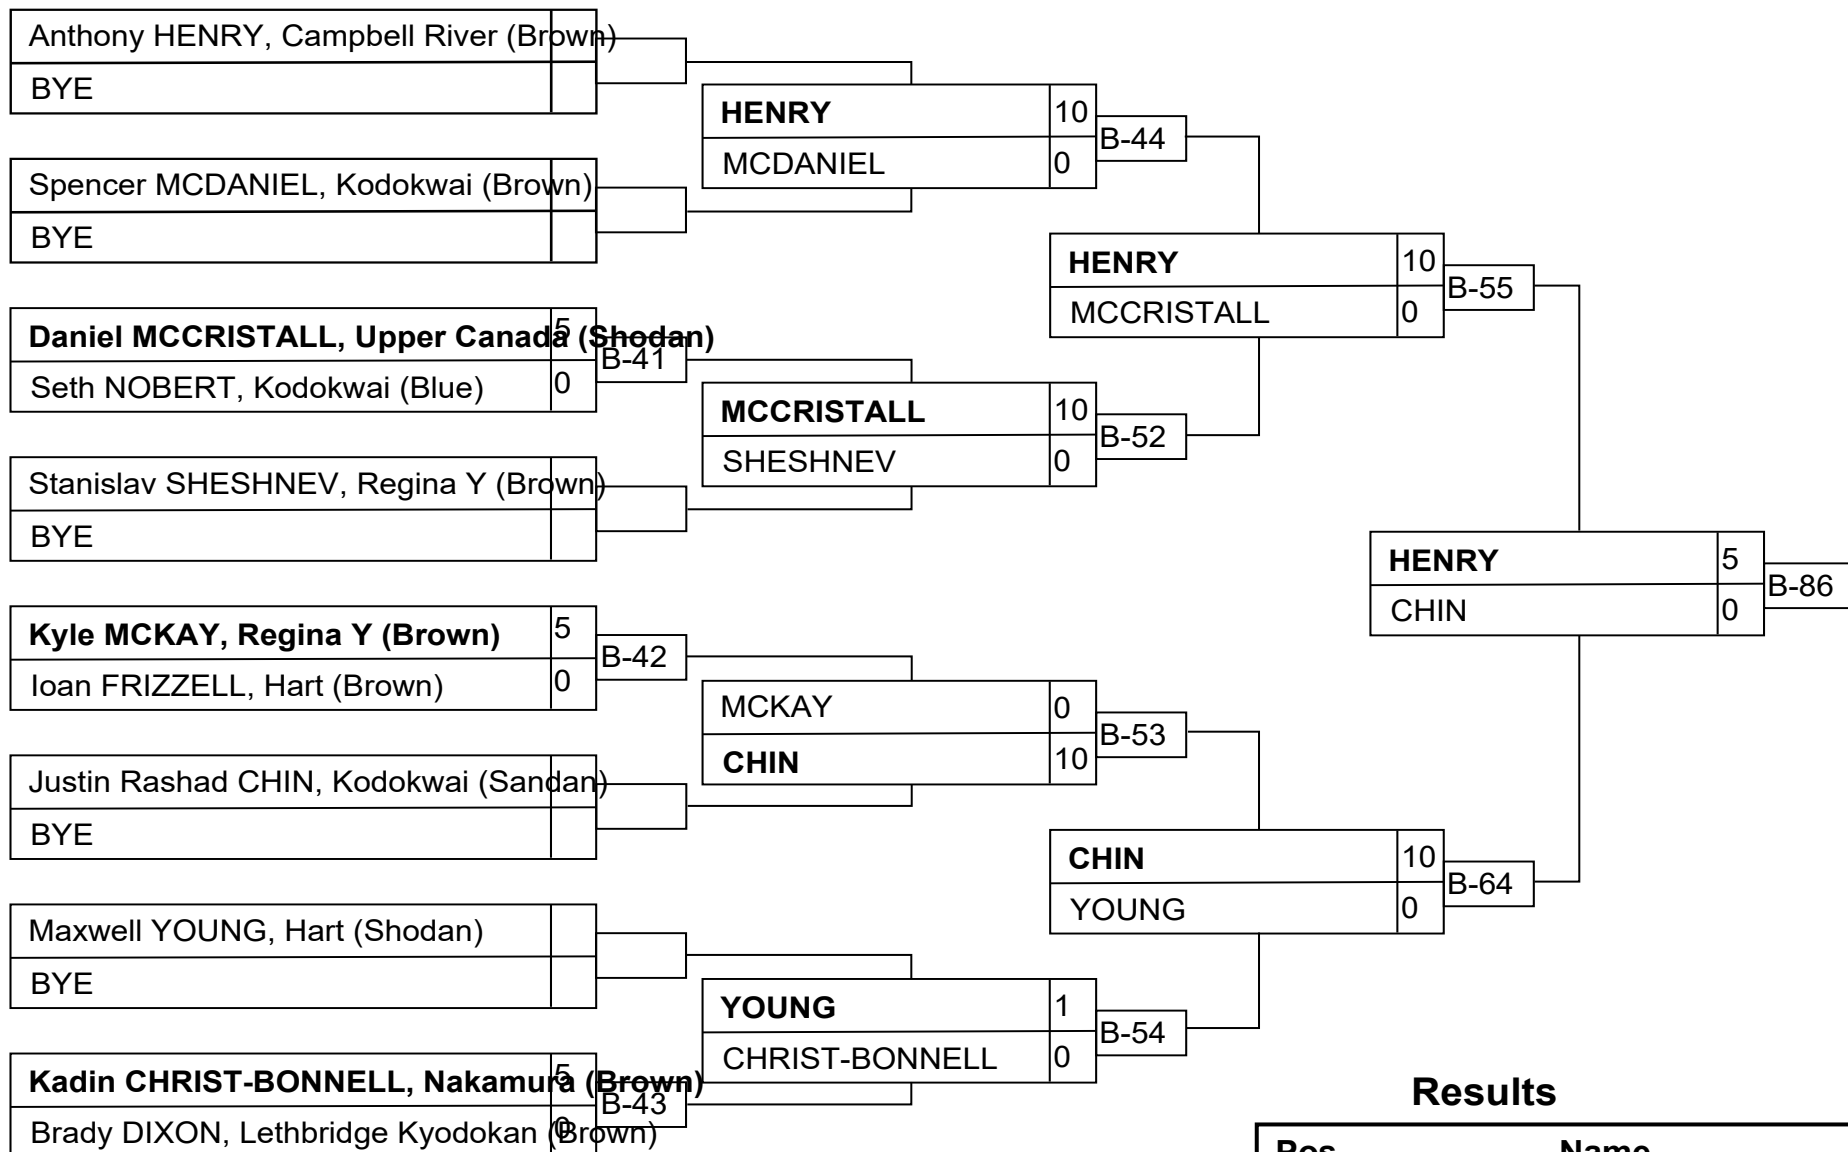 Anthony HENRY, Campbell River (Brown)
BYE
Spencer MCDANIEL, Kodokwai (Brown)
BYE
Daniel MCCRISTALL, Upper Canada (Shodan) 5
Seth NOBERT, Kodokwai (Blue) 0
B-41
Stanislav SHESHNEV, Regina Y (Brown)
BYE
Kyle MCKAY, Regina Y (Brown) 5
Ioan FRIZZELL, Hart (Brown) 0
B-42
Justin Rashad CHIN, Kodokwai (Sandan)
BYE
Maxwell YOUNG, Hart (Shodan)
BYE
Kadin CHRIST-BONNELL, Nakamura (Brown) 5
Brady DIXON, Lethbridge Kyodokan (Brown) 0
B-43
HENRY 10
MCDANIEL 0
B-44
MCCRISTALL 10
SHESHNEV 0
B-52
MCKAY 0
CHIN 10
B-53
YOUNG 1
CHRIST-BONNELL 0
B-54
HENRY 10
MCCRISTALL 0
B-55
CHIN 10
YOUNG 0
B-64
HENRY 5
CHIN 0
B-86
Results
Pos Name